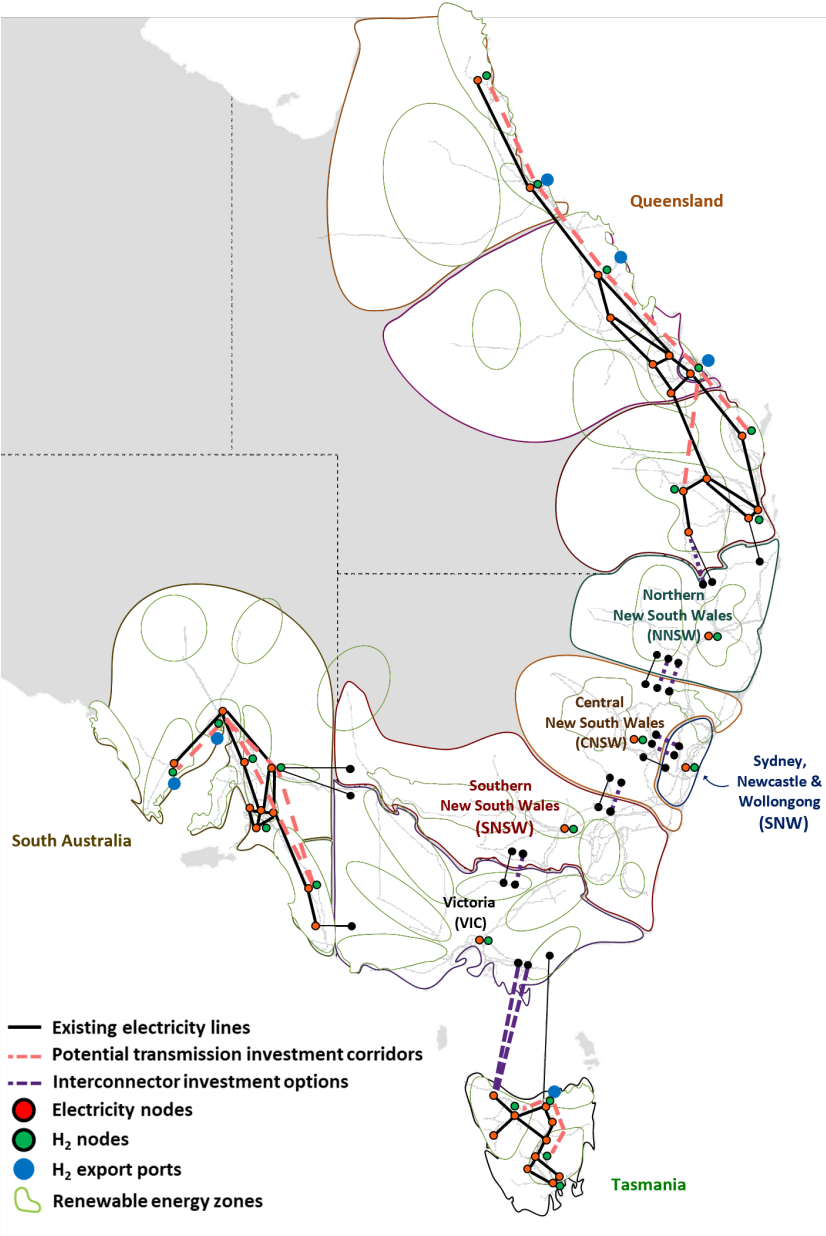 Queensland
Northern
New South Wales
(NNSW)
Central
New South Wales
(CNSW)
Sydney,
Newcastle &
Wollongong
(SNW)
Southern
New South Wales
(SNSW)
South Australia
Victoria
(VIC)
Existing electricity lines
Potential transmission investment corridors
Interconnector investment options
Electricity nodes
H₂ nodes
H₂ export ports
Renewable energy zones
Tasmania